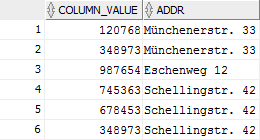 COLUMN_VALUE ADDR
1 120768 Münchenerstr. 33
2 348973 Münchenerstr. 33
3 987654 Eschenweg 12
4 745363 Schellingstr. 42
5 678453 Schellingstr. 42
6 348973 Schellingstr. 42